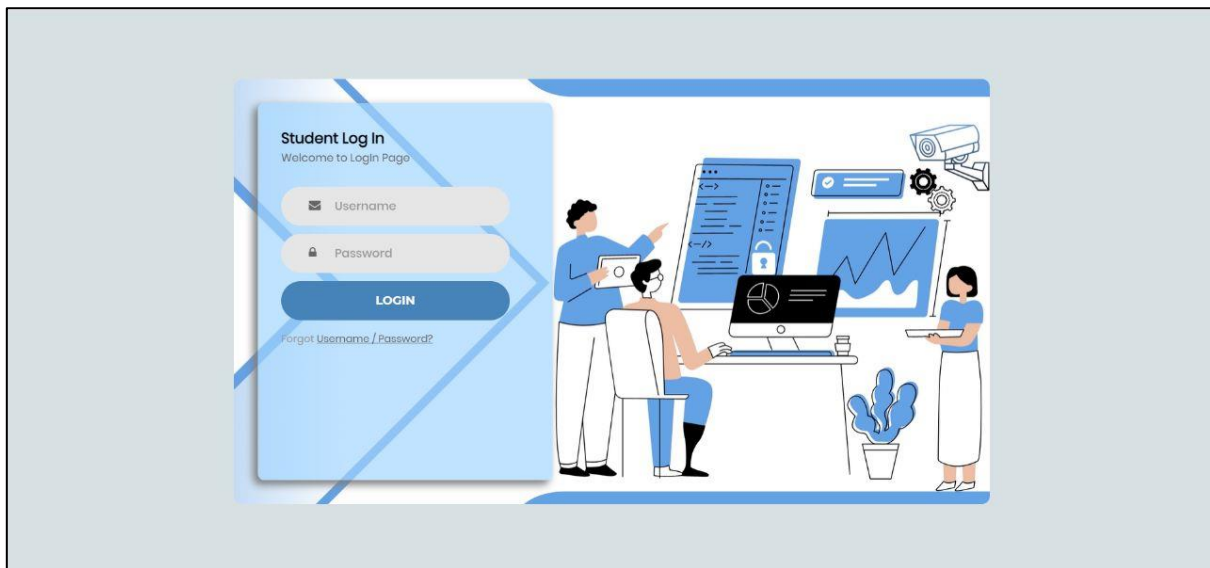 Student Log In
Welcome to Login Page
Username
Password
LOGIN
Forgot Username / Password?